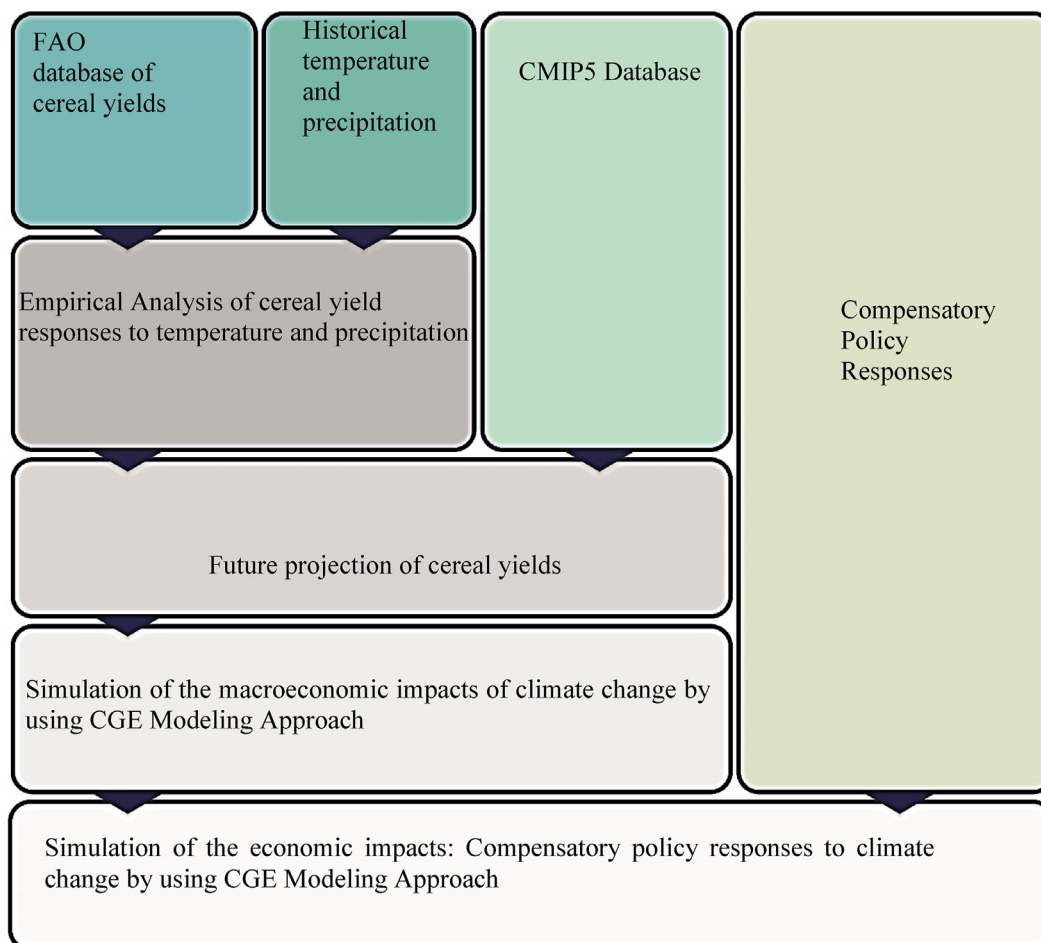 FAO
database of
cereal yields
Historical
temperature
and
precipitation
CMIP5 Database
Empirical Analysis of cereal yield
responses to temperature and precipitation
Compensatory
Policy
Responses
Future projection of cereal yields
Simulation of the macroeconomic impacts of climate change by
using CGE Modeling Approach
Simulation of the economic impacts: Compensatory policy responses to climate
change by using CGE Modeling Approach